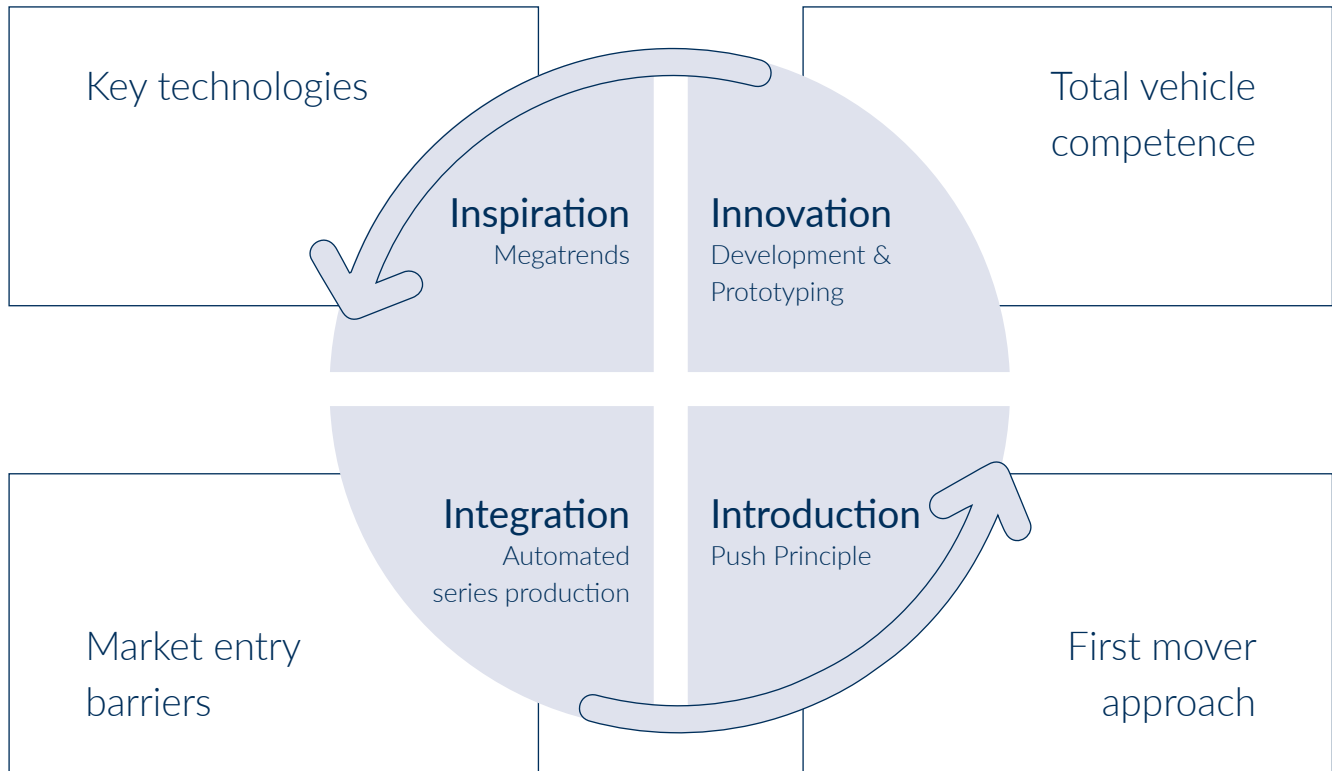 Key technologies
Total vehicle
competence
Inspiration
Megatrends
Innovation
Development &
Prototyping
Integration
Automated
series production
Introduction
Push Principle
Market entry
barriers
First mover
approach